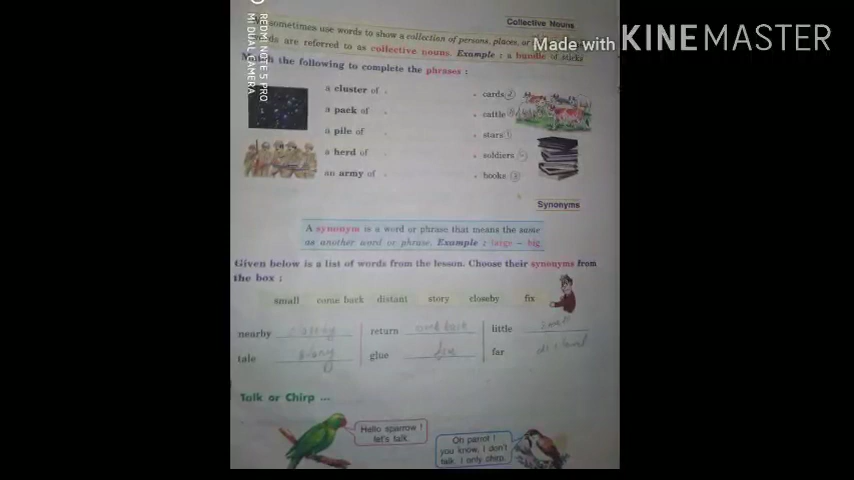 Collective Nouns
sometimes use words to show a collection of persons, places, or
are referred to as collective nouns. Example : a bundle of sticks
the following to complete the phrases :
a cluster of . . cards
a pack of . . cattle
a pile of . stars
a herd of . . soldiers
an army of . . books
Synonyms
A synonym is a word or phrase that means the same
as another word or phrase. Example : large – big
Given below is a list of words from the lesson. Choose their synonyms from
the box :
small come back distant story closeby fix
nearby closeby return come back little small
tale story glue fix far
Talk or Chirp ...
Hello sparrow !
let's talk.
Oh parrot !
you know, I don't
talk. I only chirp.
REDMI NOTE 5 PRO
MI DUAL CAMERA
Made with KINEMASTER